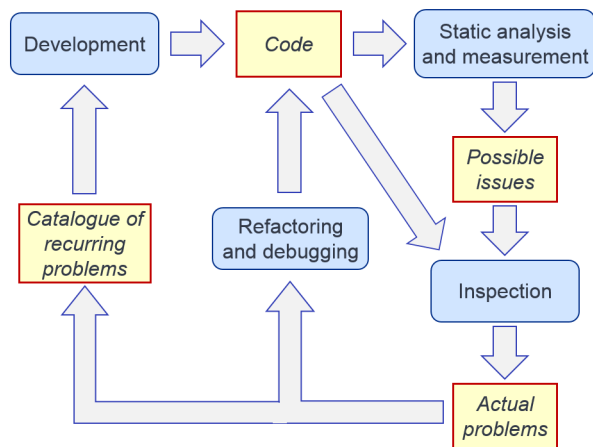 Development
Code
Static analysis
and measurement
Possible
issues
Catalogue of
recurring
problems
Refactoring
and debugging
Inspection
Actual
problems